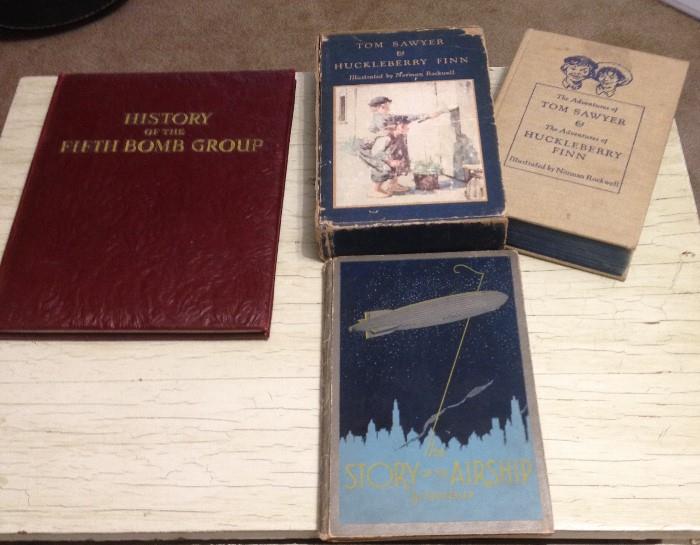 HISTORY
OF THE
FIFTH BOMB GROUP
TOM SAWYER
&
HUCKLEBERRY FINN
Illustrated by Norman Rockwell
The Adventures of
TOM SAWYER
&
The Adventures of
HUCKLEBERRY
FINN
Illustrated by Norman Rockwell
The
STORY OF THE AIRSHIP